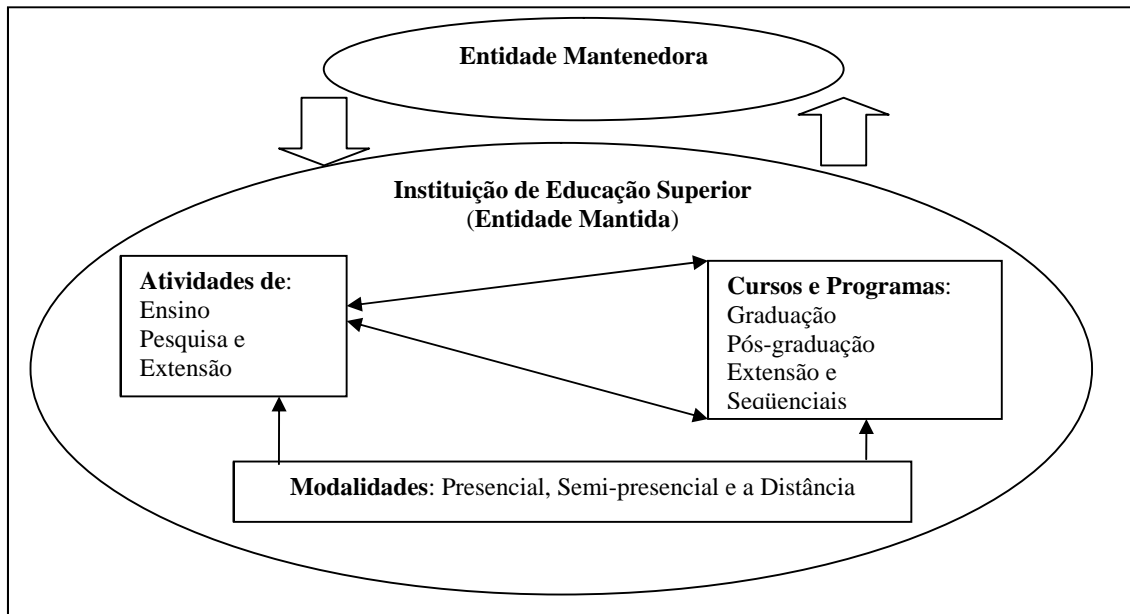 Entidade Mantenedora
Instituição de Educação Superior
(Entidade Mantida)
Atividades de:
Ensino
Pesquisa e
Extensão
Cursos e Programas:
Graduação
Pós-graduação
Extensão e
Seqüenciais
Modalidades: Presencial, Semi-presencial e a Distância